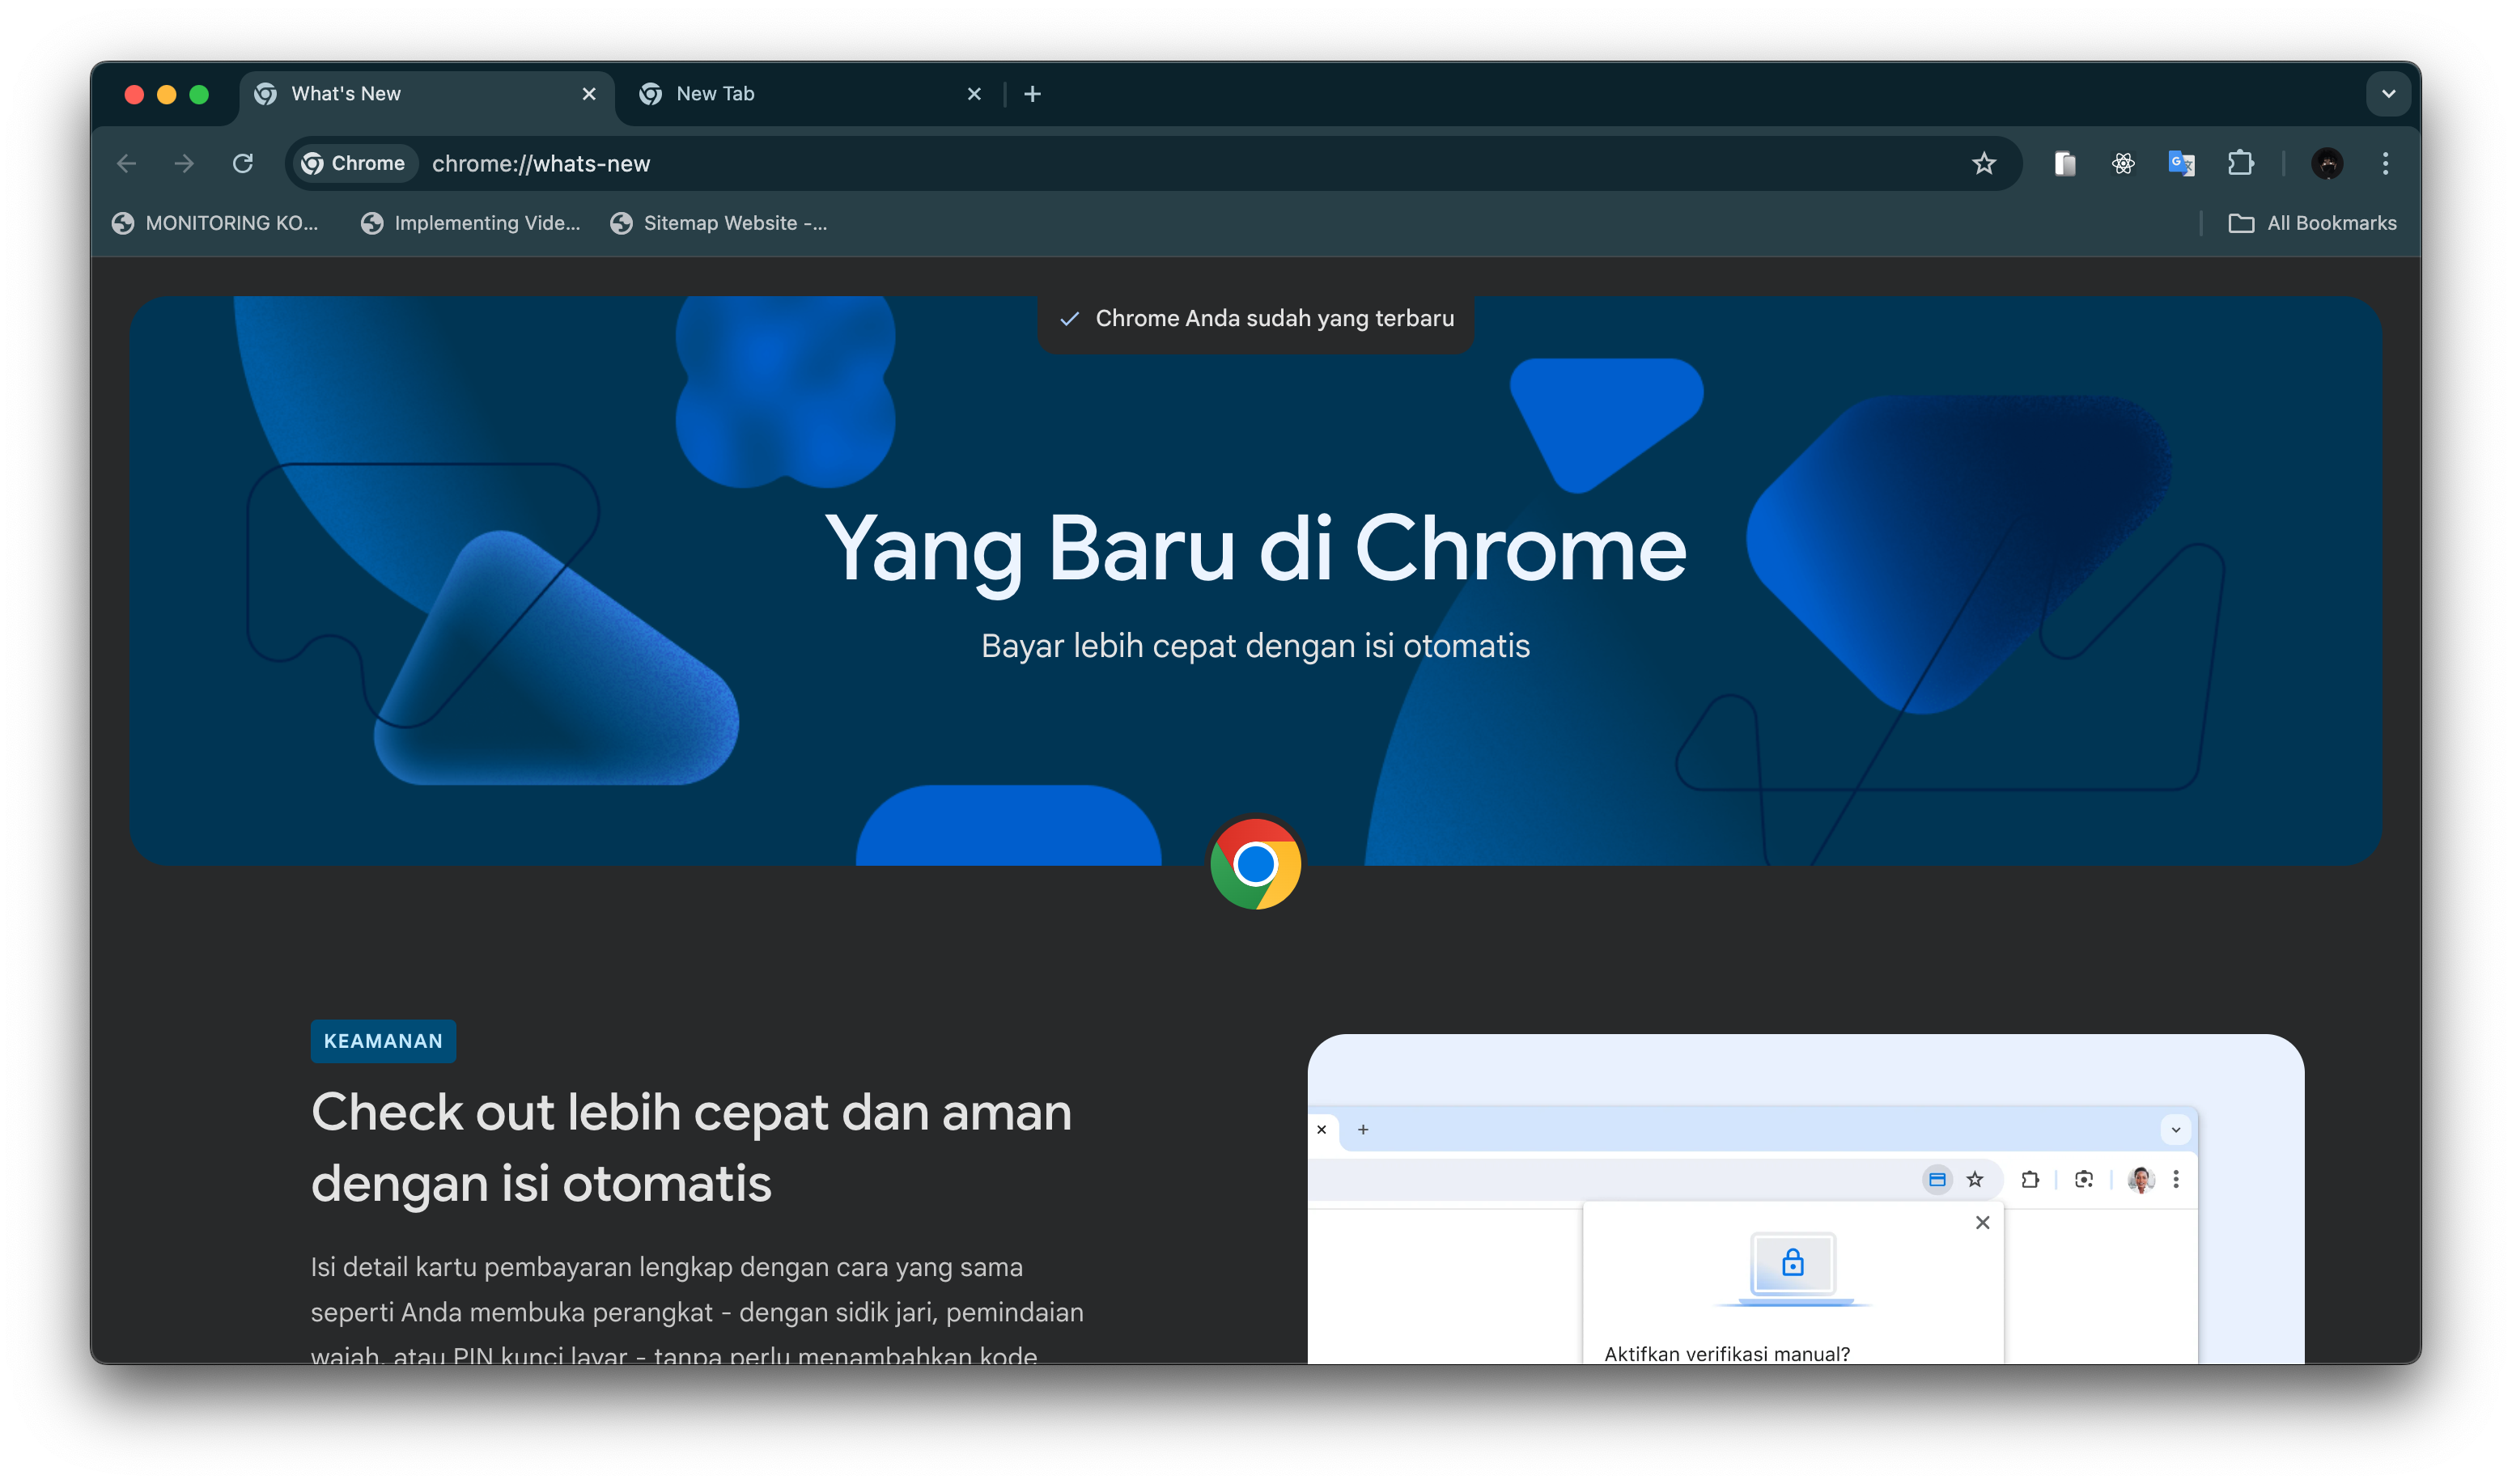 What's New
New Tab
Chrome
chrome://whats-new
MONITORING KO...
Implementing Vide...
Sitemap Website -...
All Bookmarks
Chrome Anda sudah yang terbaru
Yang Baru di Chrome
Bayar lebih cepat dengan isi otomatis
KEAMANAN
Check out lebih cepat dan aman
dengan isi otomatis
Isi detail kartu pembayaran lengkap dengan cara yang sama
seperti Anda membuka perangkat - dengan sidik jari, pemindaian
wajah, atau PIN kunci layar - tanpa perlu menambahkan kode
Aktifkan verifikasi manual?